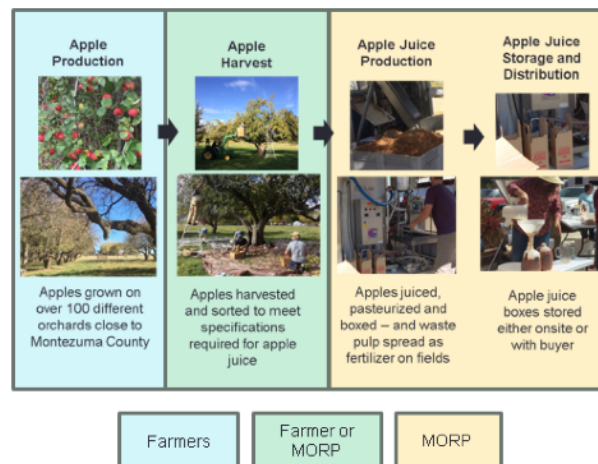 Apple
Production
Apple
Harvest
Apple Juice
Production
Apple Juice
Storage and
Distribution
Apples grown on
over 100 different
orchards close to
Montezuma County
Apples harvested
and sorted to meet
specifications
required for apple
juice
Apples juiced,
pasteurized and
boxed – and waste
pulp spread as
fertilizer on fields
Apple juice
boxes stored
either onsite or
with buyer
Farmers
Farmer or
MORP
MORP